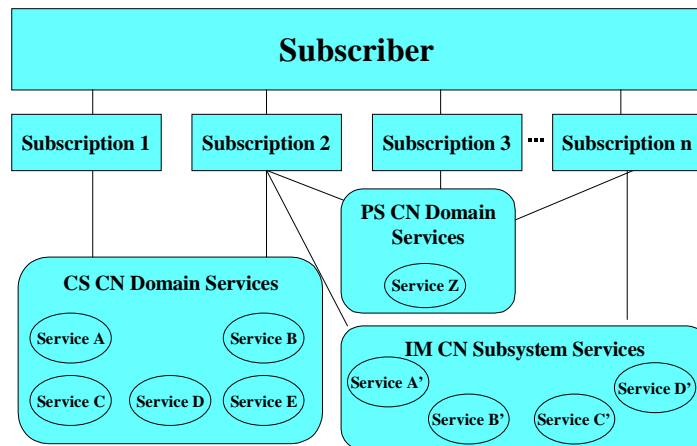 Subscriber
Subscription 1
Subscription 2
Subscription 3
...
Subscription n
PS CN Domain
Services
Service Z
CS CN Domain Services
Service A
Service B
Service C
Service D
Service E
IM CN Subsystem Services
Service A’
Service B’
Service C’
Service D’